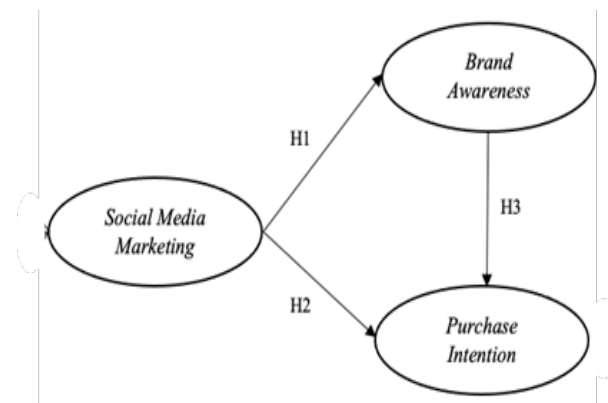 Brand
Awareness
H1
Social Media
Marketing
H3
H2
Purchase
Intention